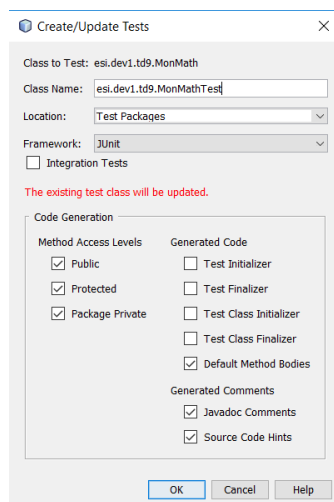 Create/Update Tests
Class to Test: esi.dev1.td9.MonMath
Class Name: esi.dev1.td9.MonMathTest
Location: Test Packages
Framework: JUnit
Integration Tests
The existing test class will be updated.
Code Generation
Method Access Levels
Public
Protected
Package Private
Generated Code
Test Initializer
Test Finalizer
Test Class Initializer
Test Class Finalizer
Default Method Bodies
Generated Comments
Javadoc Comments
Source Code Hints
OK Cancel Help